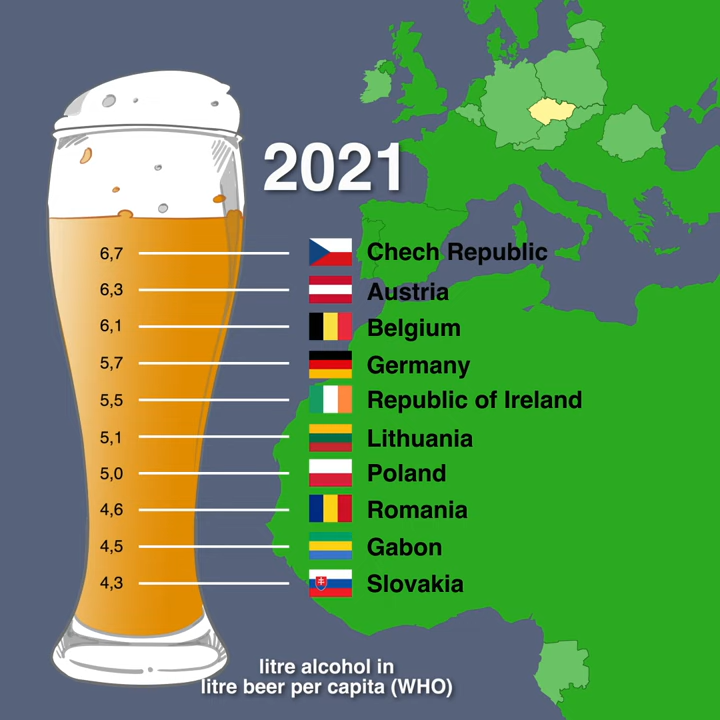 2021
6,7 Chech Republic
6,3 Austria
6,1 Belgium
5,7 Germany
5,5 Republic of Ireland
5,1 Lithuania
5,0 Poland
4,6 Romania
4,5 Gabon
4,3 Slovakia
litre alcohol in
litre beer per capita (WHO)